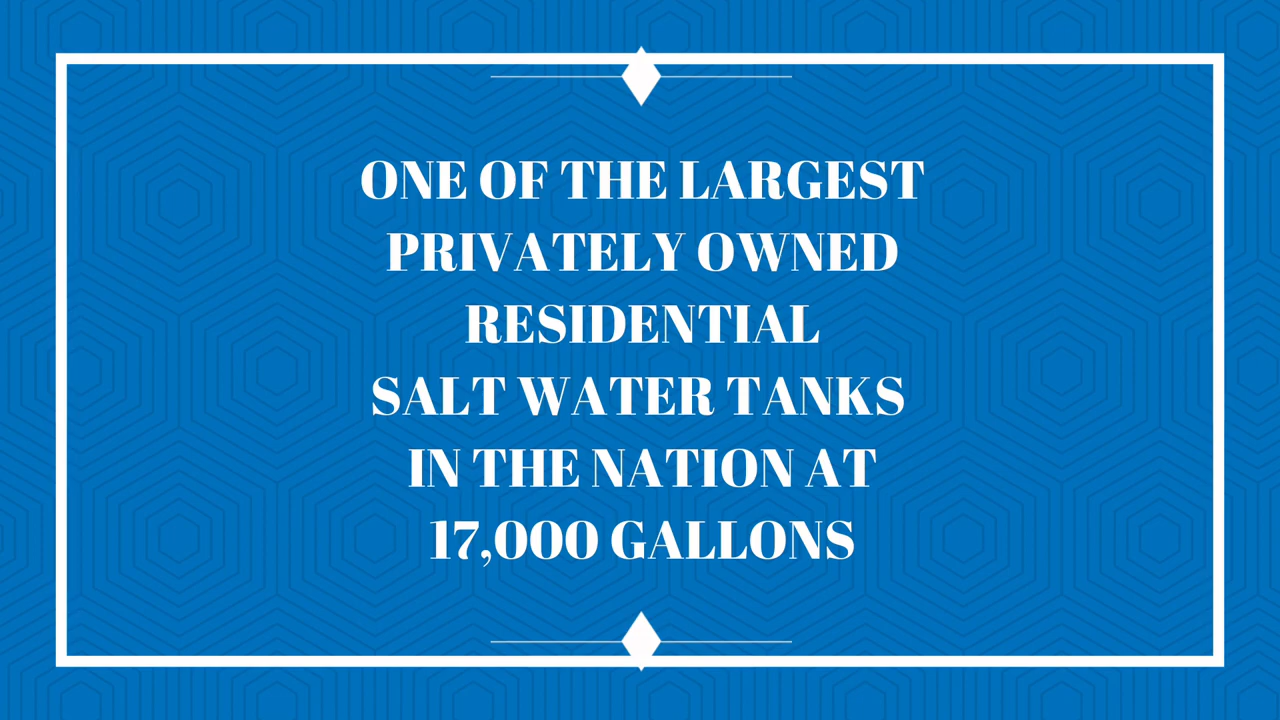 ONE OF THE LARGEST
PRIVATELY OWNED
RESIDENTIAL
SALT WATER TANKS
IN THE NATION AT
17,000 GALLONS